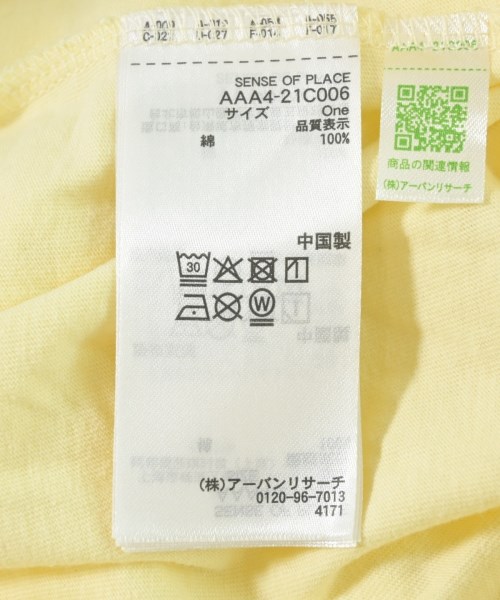 SENSE OF PLACE
AAA4-21C006
サイズ One
品質表示
綿 100%
中国製
30
W
(株)アーバンリサーチ
0120-96-7013
4171
AAA4-21C006
商品の関連情報
(株)アーバンリサーチ